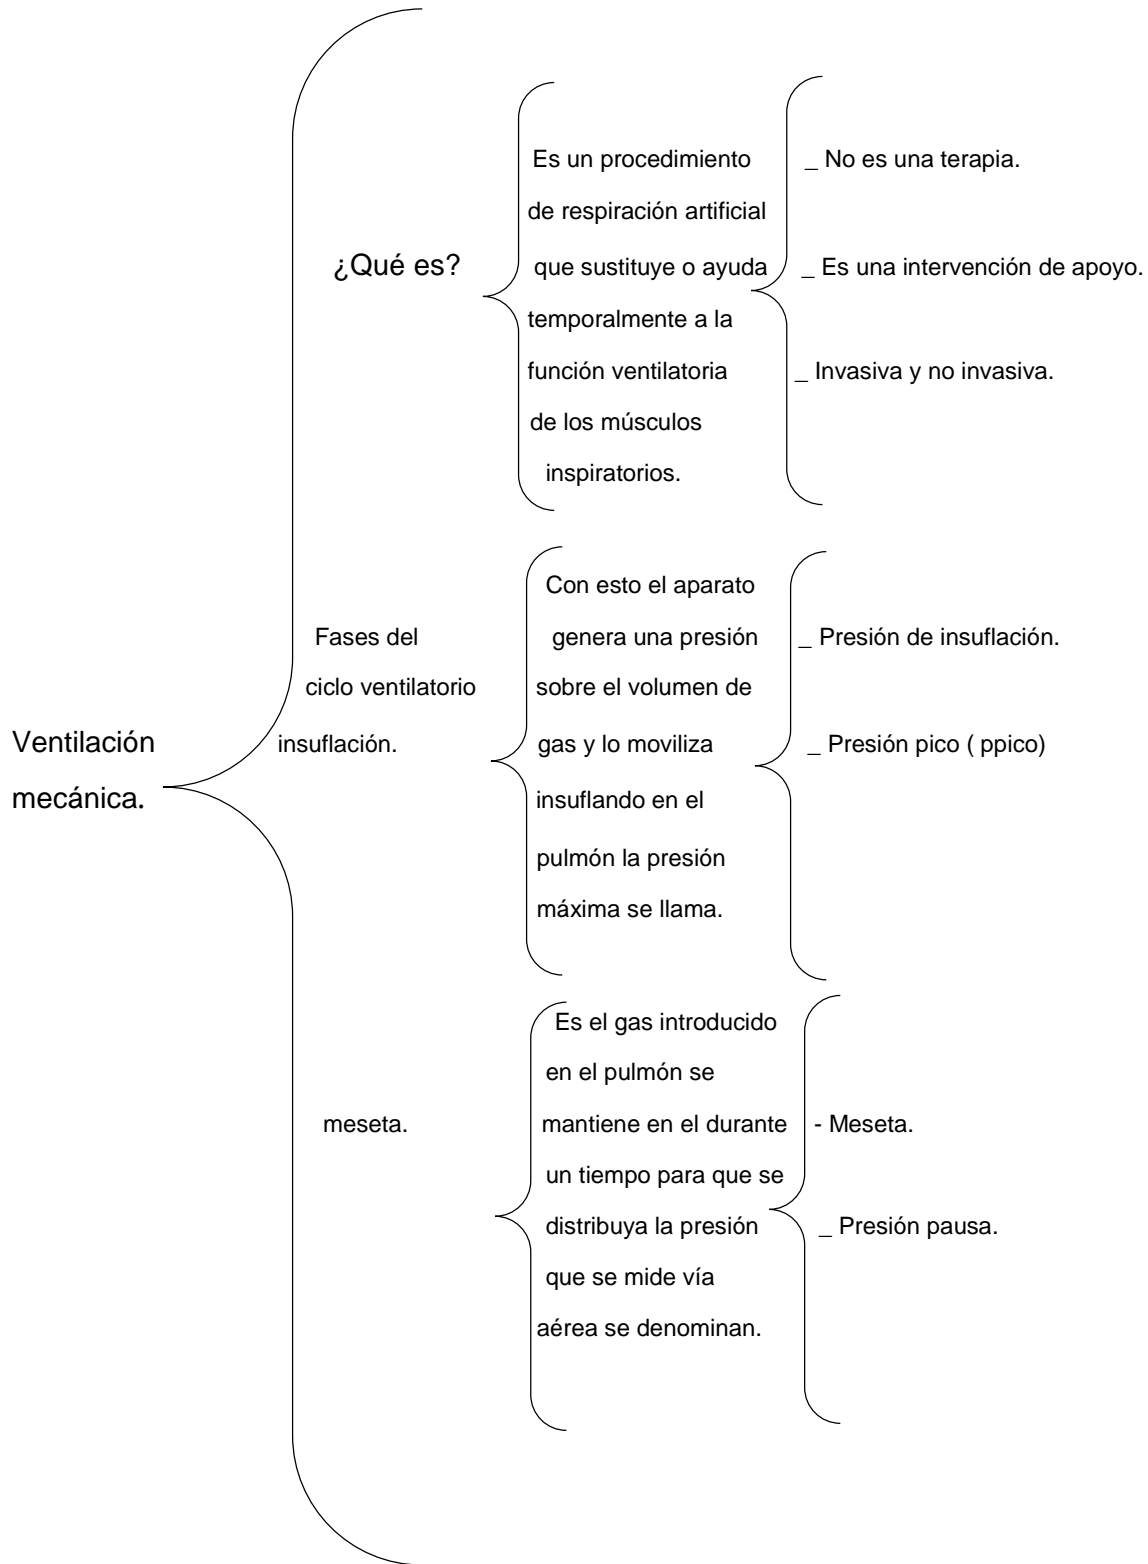 Ventilación
mecánica.
¿Qué es?
Es un procedimiento
de respiración artificial
que sustituye o ayuda
temporalmente a la
función ventilatoria
de los músculos
inspiratorios.
_ No es una terapia.
_ Es una intervención de apoyo.
_ Invasiva y no invasiva.
Fases del
ciclo ventilatorio
insuflación.
Con esto el aparato
genera una presión
sobre el volumen de
gas y lo moviliza
insuflando en el
pulmón la presión
máxima se llama.
_ Presión de insuflación.
_ Presión pico ( ppico)
meseta.
Es el gas introducido
en el pulmón se
mantiene en el durante
un tiempo para que se
distribuya la presión
que se mide vía
aérea se denominan.
- Meseta.
_ Presión pausa.